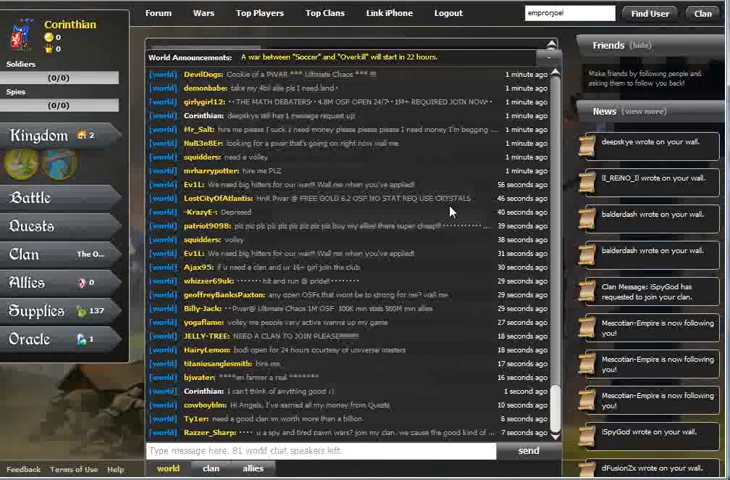 Corinthian
0
0
Soldiers
(0/0)
Spies
(0/0)
Kingdom 2
Battle
Quests
Clan The O...
Allies 0
Supplies 137
Oracle 1
Feedback Terms of Use Help
Forum Wars Top Players Top Clans Link iPhone Logout
World Announcements: A war between "Soccer" and "Overkill" will start in 22 hours.
[world] DevilDogs: Cookie of a PWAR *** Ultimate Chaos *** !!! 1 minute ago
[world] demonbabe: take my 4bil allie pls I need land‹ 1 minute ago
[world] girlygirl12: ··THE MATH DEBATERS··4.8M OSF OPEN 24/7··1M+·REQUIRED JOIN NOW·· 1 minute ago
[world] Corinthian: deepskye stell her 1 message request up 1 minute ago
[world] Mr_Salt: hire me please I suck i need money please please please I need money I'm begging ... 1 minute ago
[world] NuB3n8Er: looking for a pwar that's going on right now wall me 1 minute ago
[world] squidders: need a volley 1 minute ago
[world] mrharrypotter: hire me PLZ 1 minute ago
[world] Ev1L: We need big hitters for our war!! Wall me when you've applied! 56 seconds ago
[world] LostCityOfAtlantis: HnR Pwar @ FREE GOLD 6.2 OSF NO STAT REQ USE CRYSTALS 46 seconds ago
[world] ~KrazyE~: Depressed 40 seconds ago
[world] patriot9098: plz plz plz plz plz buy my allies! there super cheap!!! 39 seconds ago
[world] squidders: volley 38 seconds ago
[world] Ev1L: We need big hitters for our war!! Wall me when you've applied! 31 seconds ago
[world] Ajax95: if u need a clan and ur 16+ girl join the club 30 seconds ago
[world] whizzer69uk: hit and run @ pride! 29 seconds ago
[world] geoffreyBanksPaxton: any open OSFs that wont be to strong for me? wall me 29 seconds ago
[world] Billy-Jack: ··Pwar@ Ultimate Chaos 1M OSF 100K min stats 500M allies 29 seconds ago
[world] yogaflame: volley me people very active wanna up my game 27 seconds ago
[world] JELLY-TREE: NEED A CLAN TO JOIN PLEASE!!!!!!!!! 18 seconds ago
[world] HairyLemon: bodi open for 24 hours courtesy of universal masters 18 seconds ago
[world] titaniusanglesmith: hire me 17 seconds ago
[world] bjwater: ****en farmer a real ******* 16 seconds ago
[world] Corinthian: I can't think of anything good :) 1 second ago
[world] cowboyblm: Hi Angels, I've earned all my money from Quests 10 seconds ago
[world] Ty1er: need a good clan im worth more than a billion 8 seconds ago
[world] Razzer_Sharp: u a spy and tired pawn wars? join my clan. we cause the good kind of ... 7 seconds ago
Type message here, 81 world chat speakers left. send
world clan allies
emprorjoel Find User Clan
Friends (hide)
Make friends by following people and
asking them to follow you back!
News (view more)
deepskye wrote on your wall.
II_REiNO_II wrote on your wall.
balderdash wrote on your wall.
balderdash wrote on your wall.
Clan Message: iSpyGod has
requested to join your clan.
Mescotian-Empire is now following
you!
Mescotian-Empire is now following
you!
Mescotian-Empire is now following
you!
iSpyGod wrote on your wall.
dFusion2x wrote on your wall.